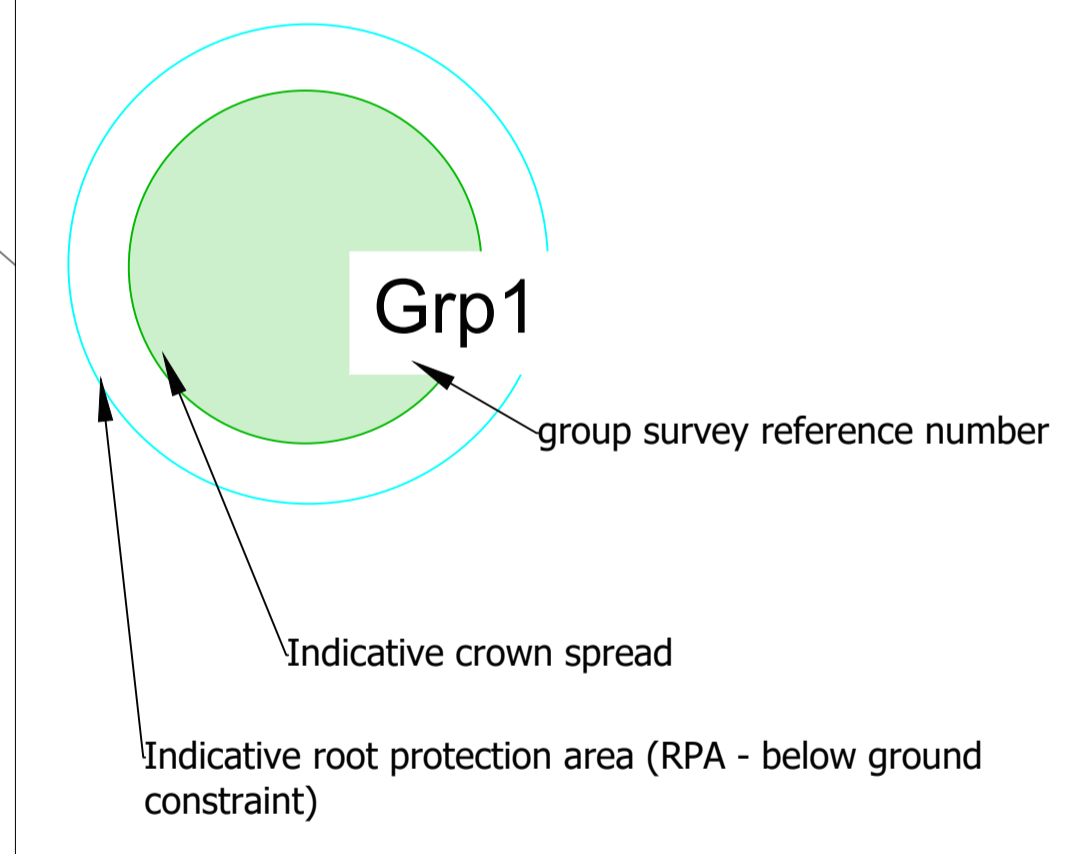 Grp1
group survey reference number
Indicative crown spread
Indicative root protection area (RPA - below ground
constraint)